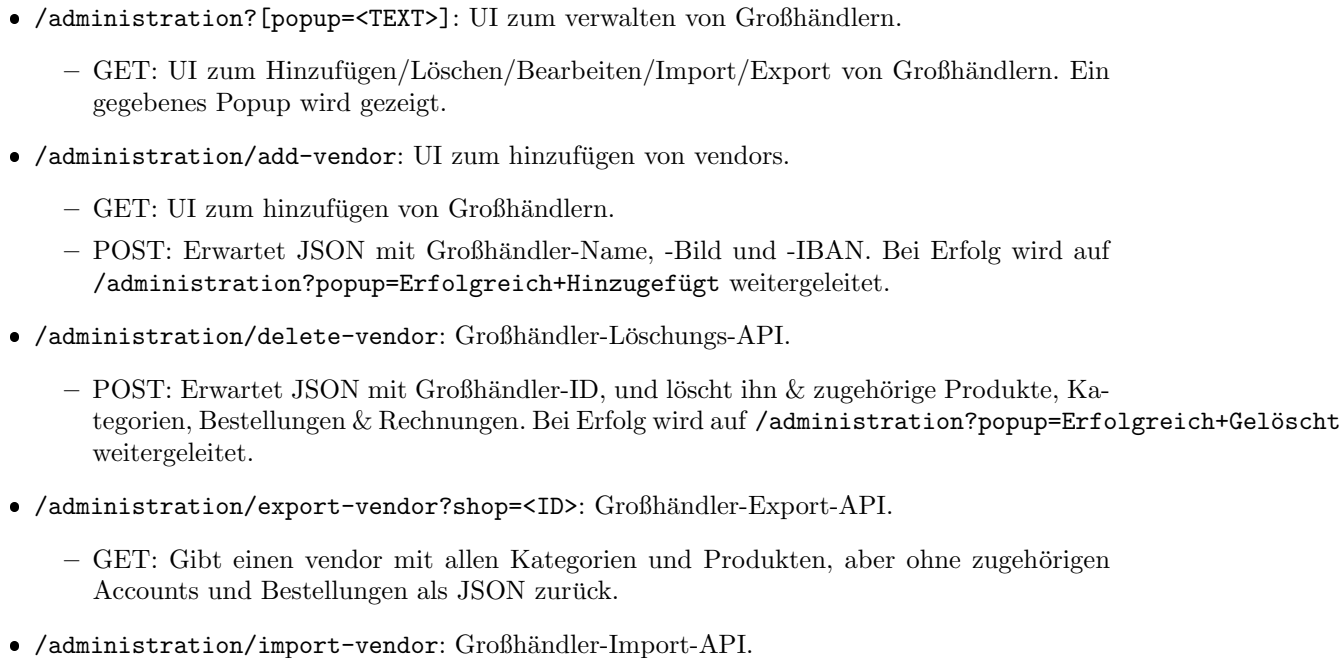 • /administration?[popup=<TEXT>]: UI zum verwalten von Großhändlern.
– GET: UI zum Hinzufügen/Löschen/Bearbeiten/Import/Export von Großhändlern. Ein
gegebenes Popup wird gezeigt.
• /administration/add-vendor: UI zum hinzufügen von vendors.
– GET: UI zum hinzufügen von Großhändlern.
– POST: Erwartet JSON mit Großhändler-Name, -Bild und -IBAN. Bei Erfolg wird auf
/administration?popup=Erfolgreich+Hinzugefügt weitergeleitet.
• /administration/delete-vendor: Großhändler-Löschungs-API.
– POST: Erwartet JSON mit Großhändler-ID, und löscht ihn & zugehörige Produkte, Ka-
tegorien, Bestellungen & Rechnungen. Bei Erfolg wird auf /administration?popup=Erfolgreich+Gelöscht
weitergeleitet.
• /administration/export-vendor?shop=<ID>: Großhändler-Export-API.
– GET: Gibt einen vendor mit allen Kategorien und Produkten, aber ohne zugehörigen
Accounts und Bestellungen als JSON zurück.
• /administration/import-vendor: Großhändler-Import-API.